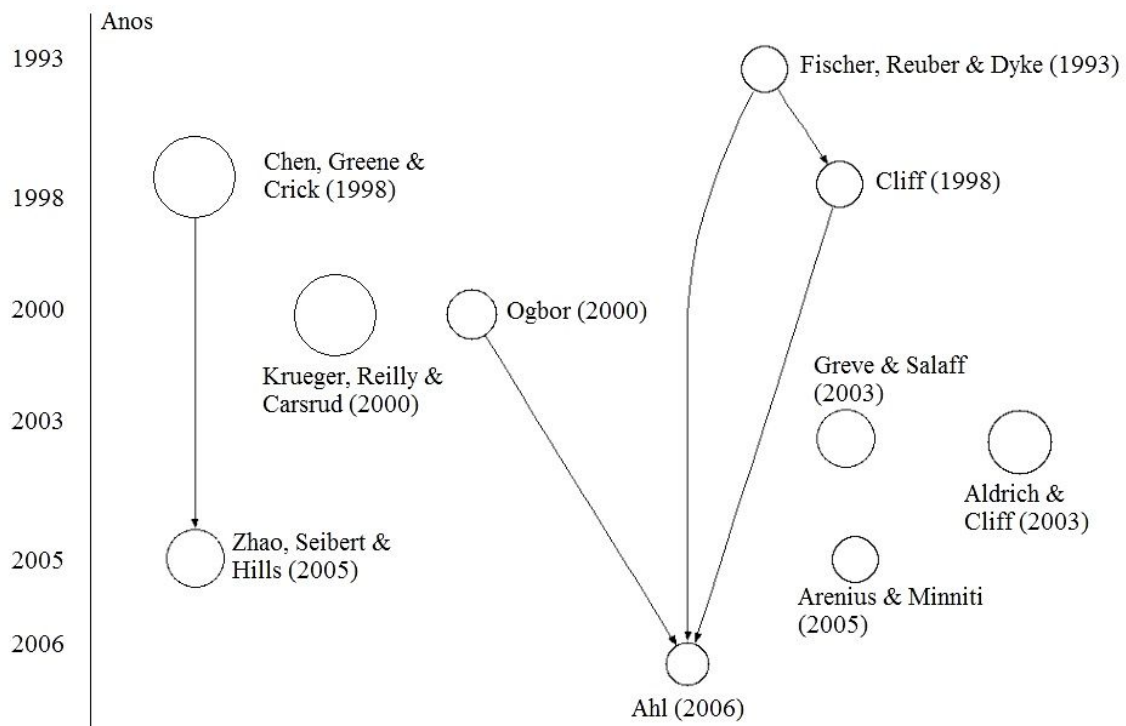 Anos
1993
Fischer, Reuber & Dyke (1993)
Chen, Greene &
Crick (1998)
Cliff (1998)
1998
2000
Ogbor (2000)
Krueger, Reilly &
Carsrud (2000)
Greve & Salaff
(2003)
2003
Aldrich &
Cliff (2003)
2005
Zhao, Seibert &
Hills (2005)
Arenius & Minniti
(2005)
2006
Ahl (2006)